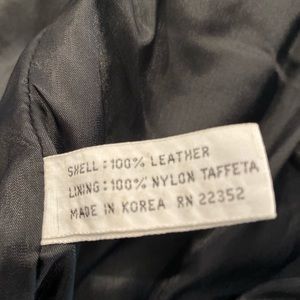 SHELL : 100% LEATHER
LINING : 100% NYLON TAFFETA
MADE IN KOREA RN 22352